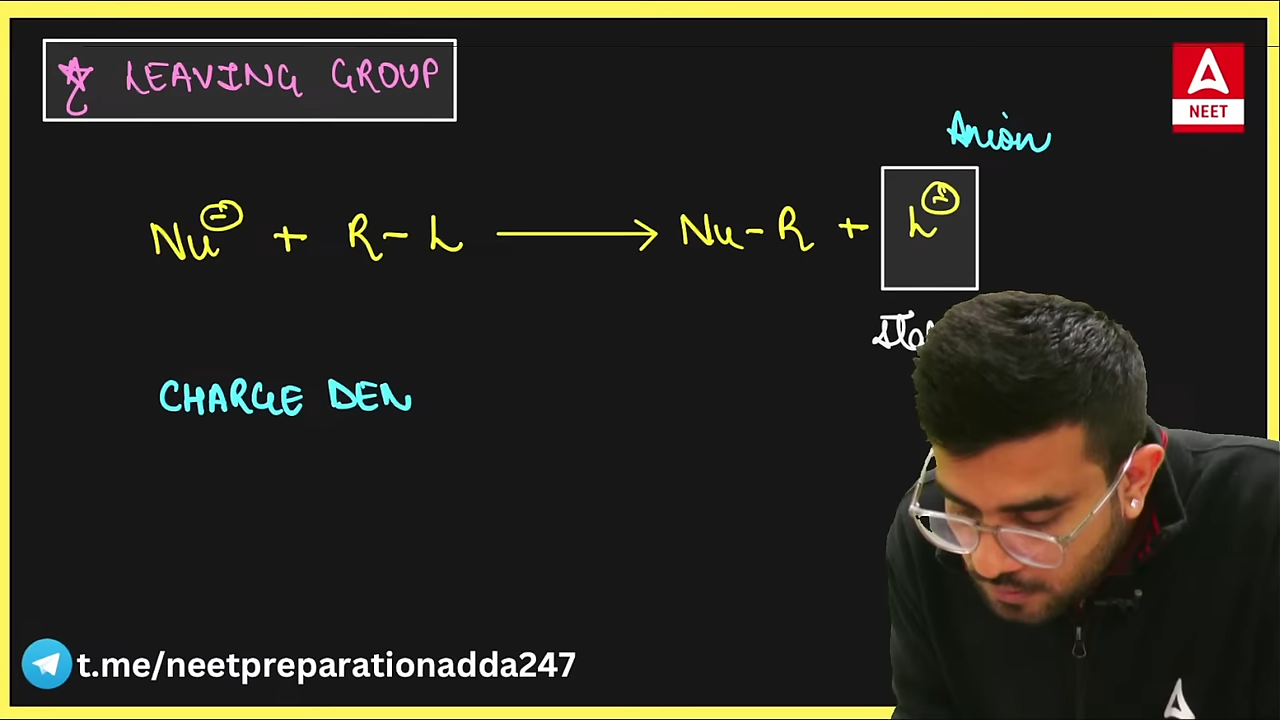 LEAVING GROUP
NEET
Anion
Nu⊖ + R-L → Nu-R + L⊖
CHARGE DEN
t.me/neetpreparationadda247